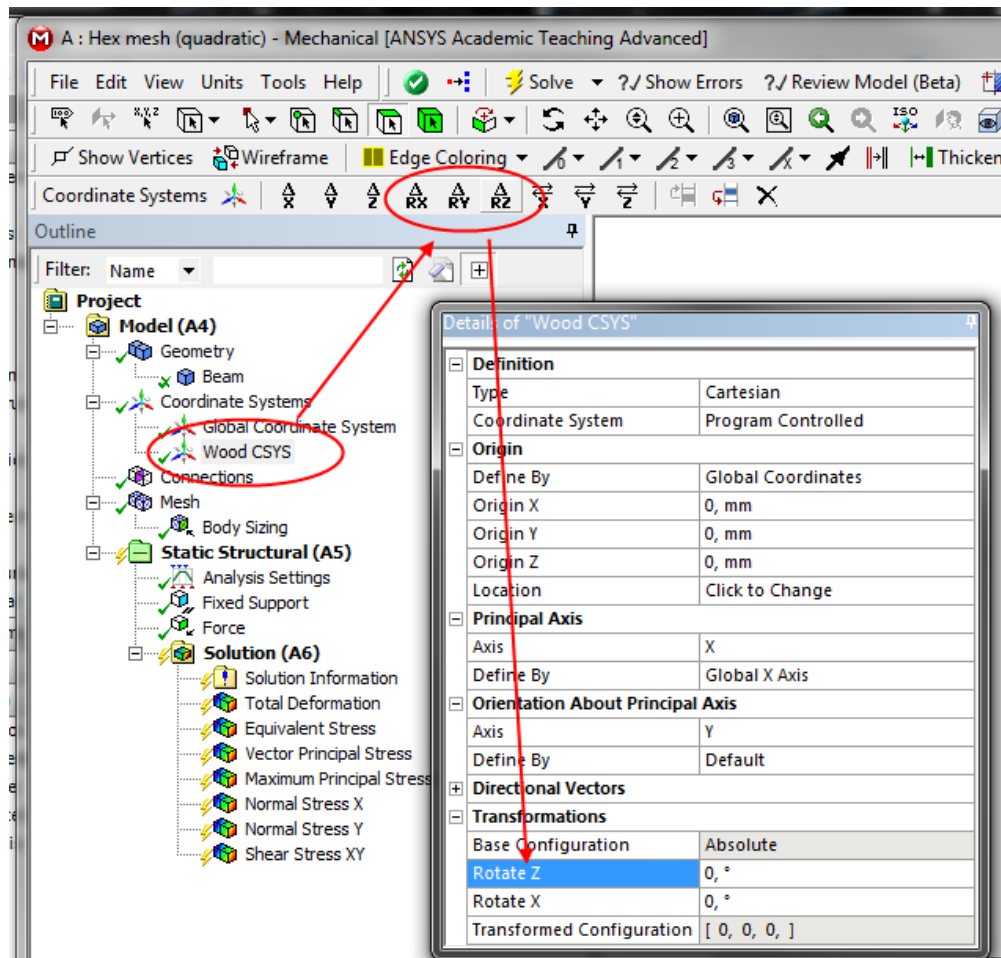 A : Hex mesh (quadratic) - Mechanical [ANSYS Academic Teaching Advanced]
File Edit View Units Tools Help Solve ?/ Show Errors ?/ Review Model (Beta)
X,Y,Z ISO
Show Vertices Wireframe Edge Coloring Thicken
Coordinate Systems X Y Z RX RY RZ X Y Z
Outline
Filter: Name
Project
Model (A4)
Geometry
Beam
Coordinate Systems
Global Coordinate System
Wood CSYS
Connections
Mesh
Body Sizing
Static Structural (A5)
Analysis Settings
Fixed Support
Force
Solution (A6)
Solution Information
Total Deformation
Equivalent Stress
Vector Principal Stress
Maximum Principal Stress
Normal Stress X
Normal Stress Y
Shear Stress XY
Details of "Wood CSYS"
Definition
Type Cartesian
Coordinate System Program Controlled
Origin
Define By Global Coordinates
Origin X 0, mm
Origin Y 0, mm
Origin Z 0, mm
Location Click to Change
Principal Axis
Axis X
Define By Global X Axis
Orientation About Principal Axis
Axis Y
Define By Default
Directional Vectors
Transformations
Base Configuration Absolute
Rotate Z 0, °
Rotate X 0, °
Transformed Configuration [ 0, 0, 0, ]